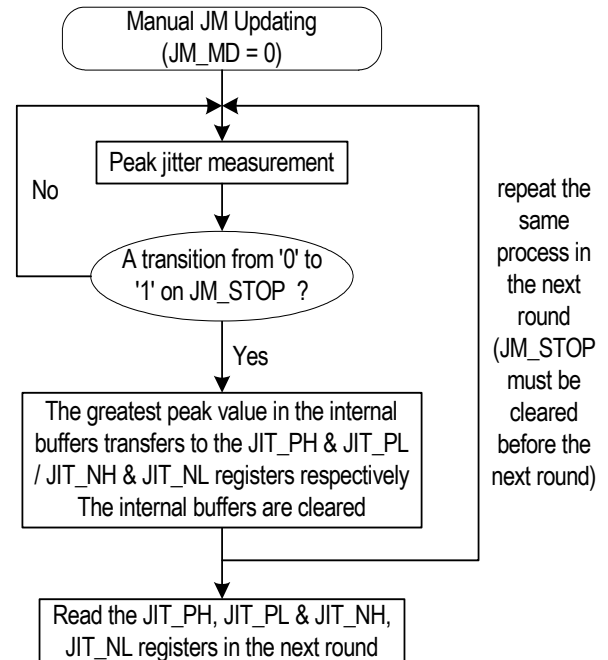 Manual JM Updating
(JM_MD = 0)
Peak jitter measurement
No
A transition from '0' to
'1' on JM_STOP ?
Yes
The greatest peak value in the internal
buffers transfers to the JIT_PH & JIT_PL
/ JIT_NH & JIT_NL registers respectively
The internal buffers are cleared
repeat the
same
process in
the next
round
(JM_STOP
must be
cleared
before the
next round)
Read the JIT_PH, JIT_PL & JIT_NH,
JIT_NL registers in the next round